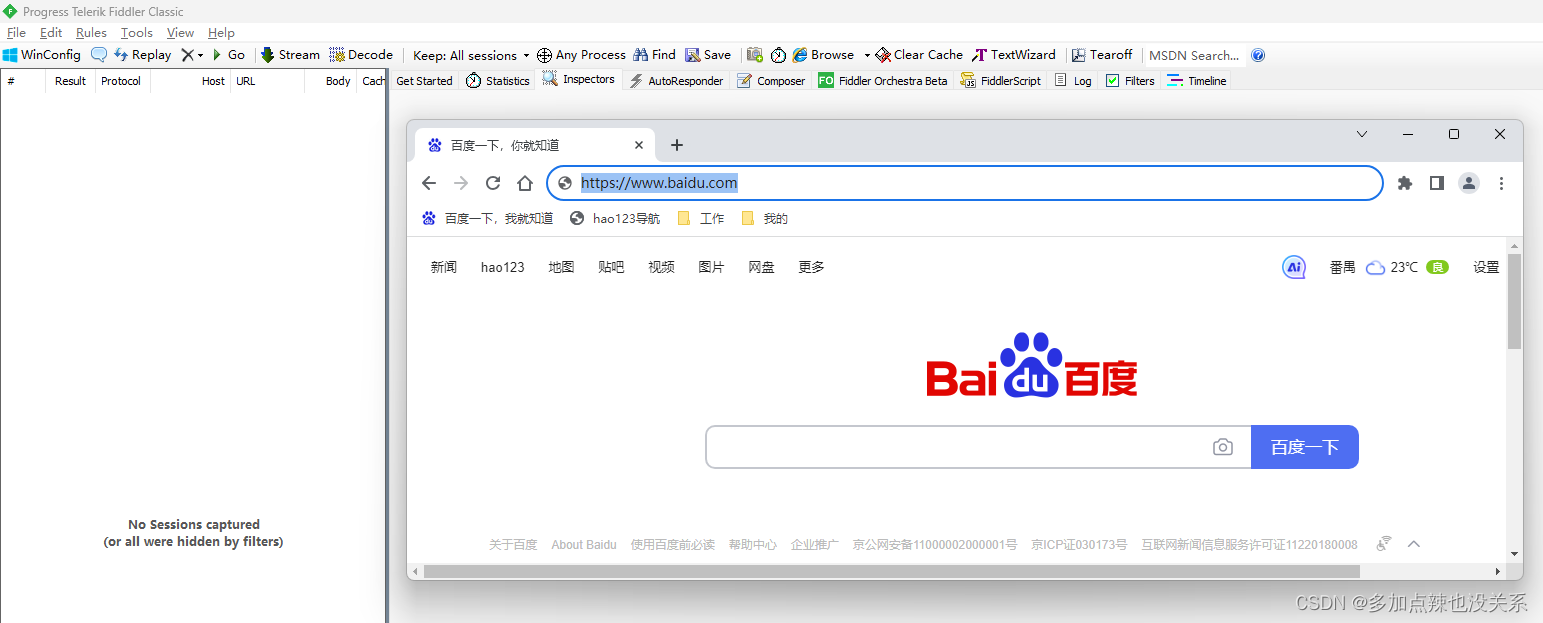 Progress Telerik Fiddler Classic
File Edit Rules Tools View Help
WinConfig Replay Go Stream Decode Keep: All sessions Any Process Find Save Browse Clear Cache TextWizard Tearoff MSDN Search...
# Result Protocol Host URL Body Cach
Get Started Statistics Inspectors AutoResponder Composer FO Fiddler Orchestra Beta FiddlerScript Log Filters Timeline
百度一下，你就知道
https://www.baidu.com
百度一下，我就知道 hao123导航 工作 我的
新闻 hao123 地图 贴吧 视频 图片 网盘 更多 Ai 番禺 23℃ 良 设置
Bai du 百度
百度一下
No Sessions captured
(or all were hidden by filters)
关于百度 About Baidu 使用百度前必读 帮助中心 企业推广 京公网安备11000002000001号 京ICP证030173号 互联网新闻信息服务许可证11220180008
CSDN @多加点辣也没关系